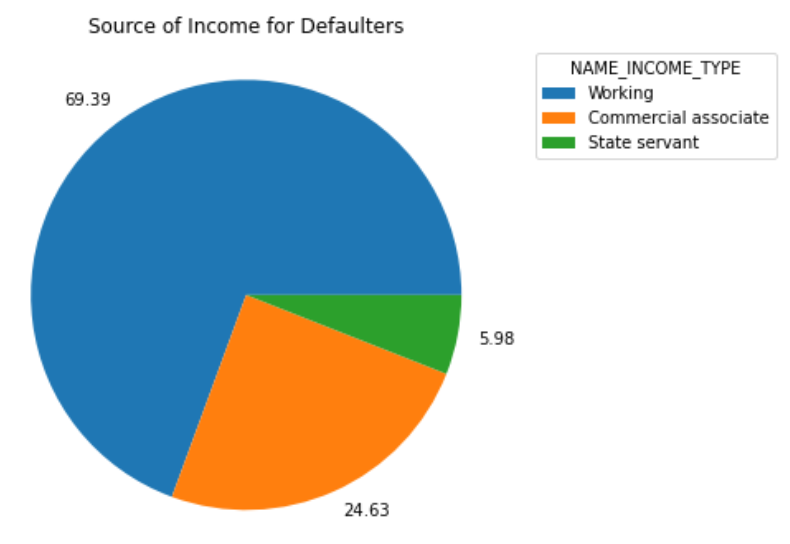 Source of Income for Defaulters
69.39
NAME_INCOME_TYPE
Working
Commercial associate
State servant
5.98
24.63